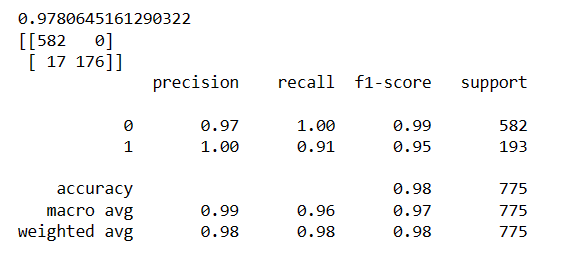 0.9780645161290322
[[582   0]
 [ 17 176]]
              precision    recall  f1-score   support

           0       0.97      1.00      0.99       582
           1       1.00      0.91      0.95       193

    accuracy                           0.98       775
   macro avg       0.99      0.96      0.97       775
weighted avg       0.98      0.98      0.98       775